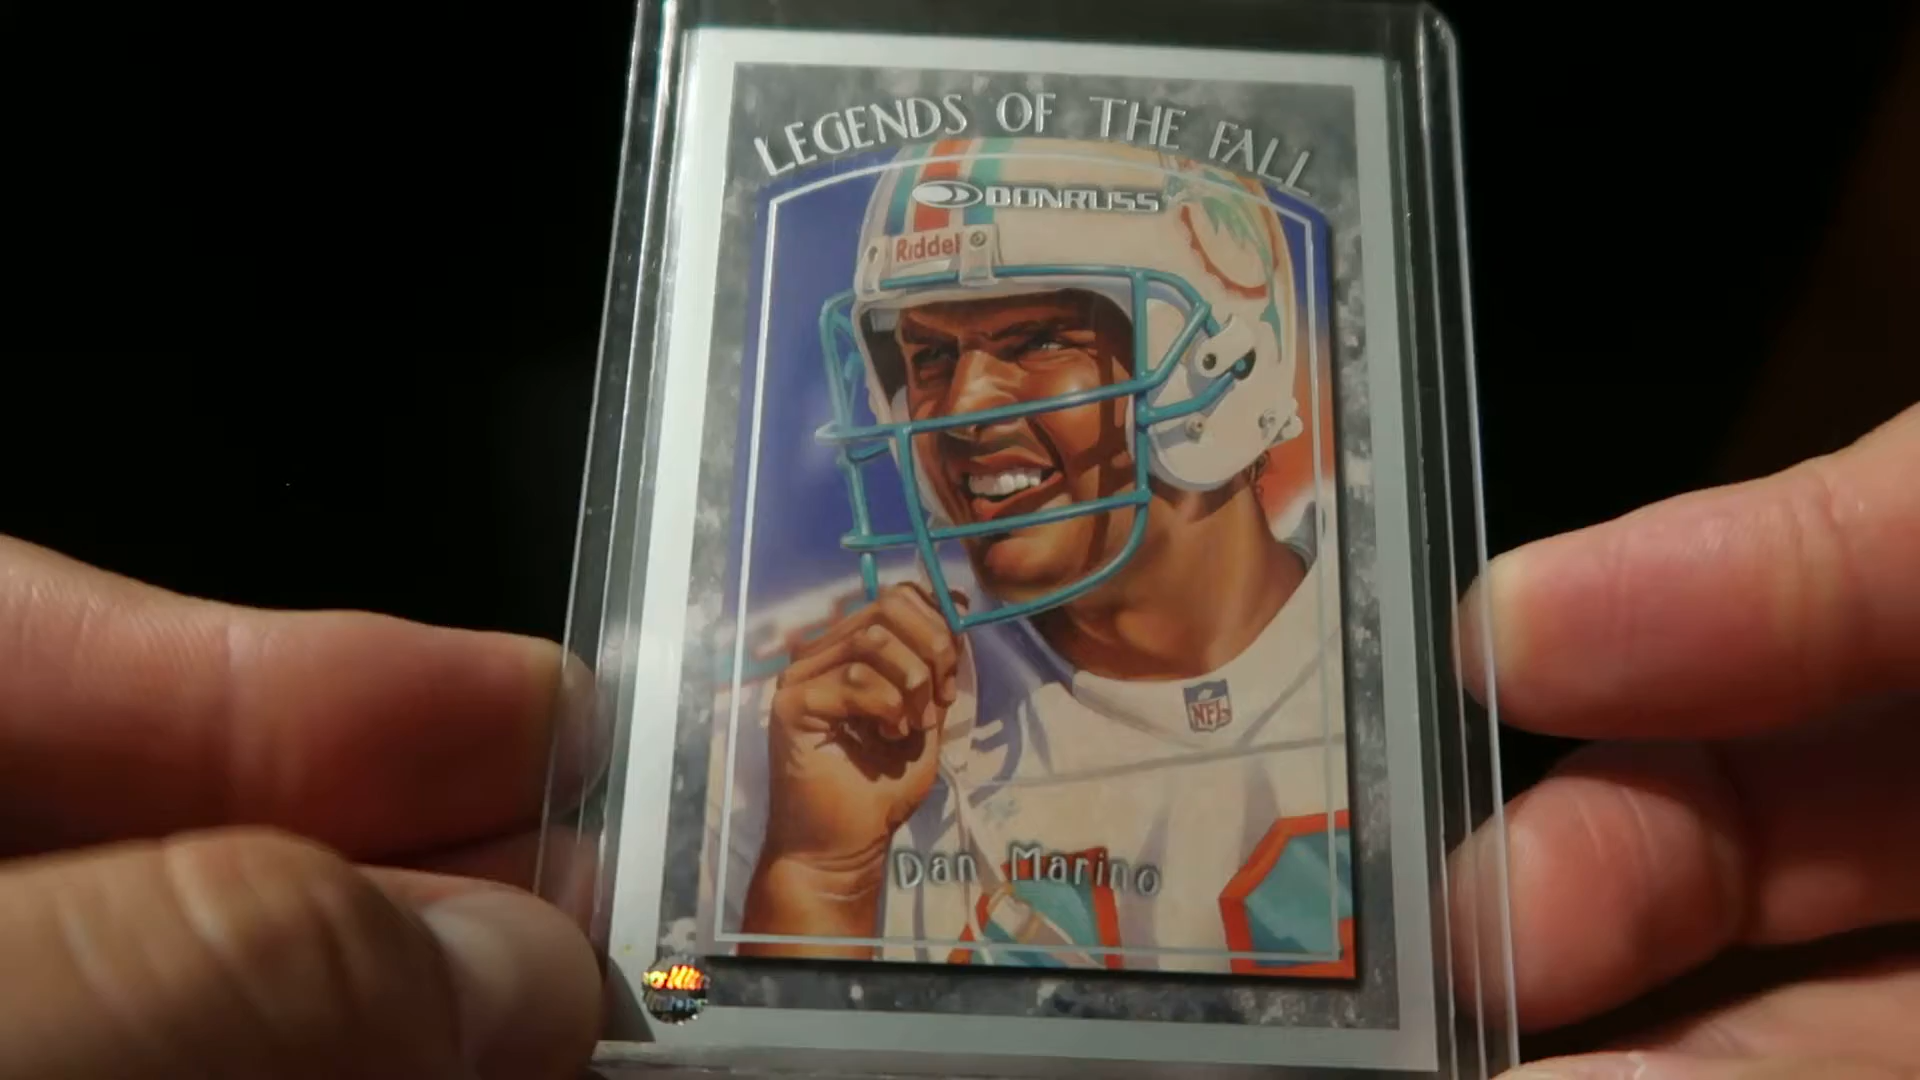 LEGENDS OF THE FALL
DONRUSS
Riddell
NFL
Dan Marino